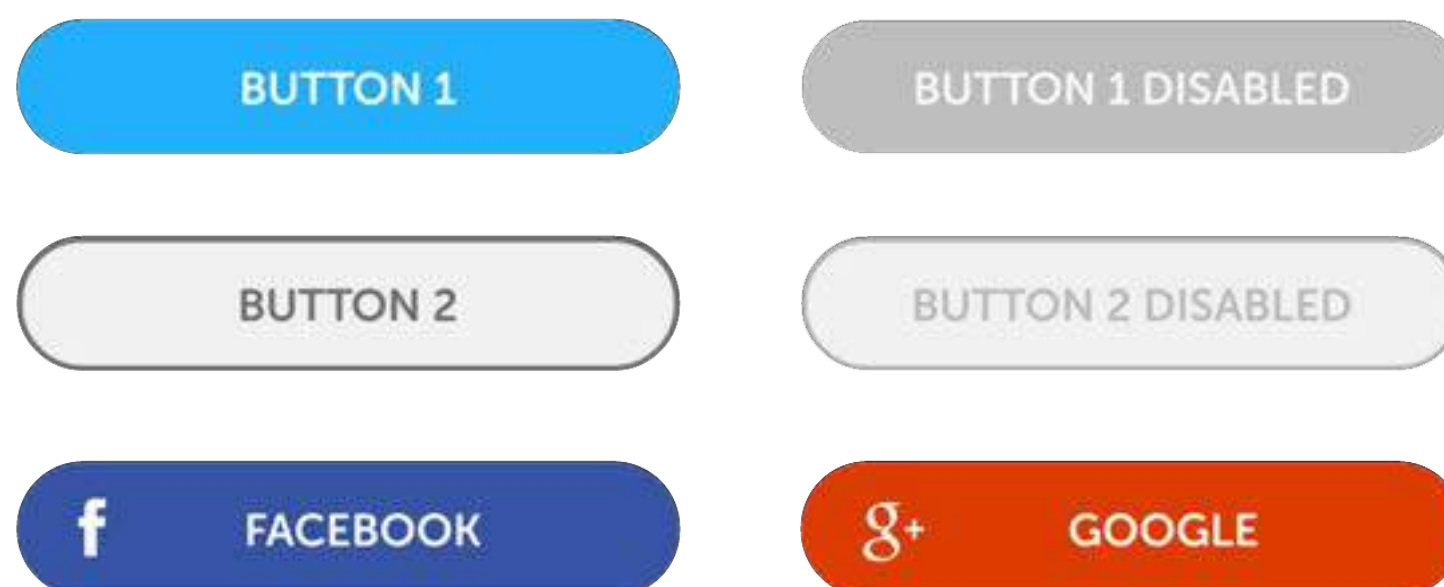 BUTTON 1
BUTTON 1 DISABLED
BUTTON 2
BUTTON 2 DISABLED
f FACEBOOK
g+ GOOGLE